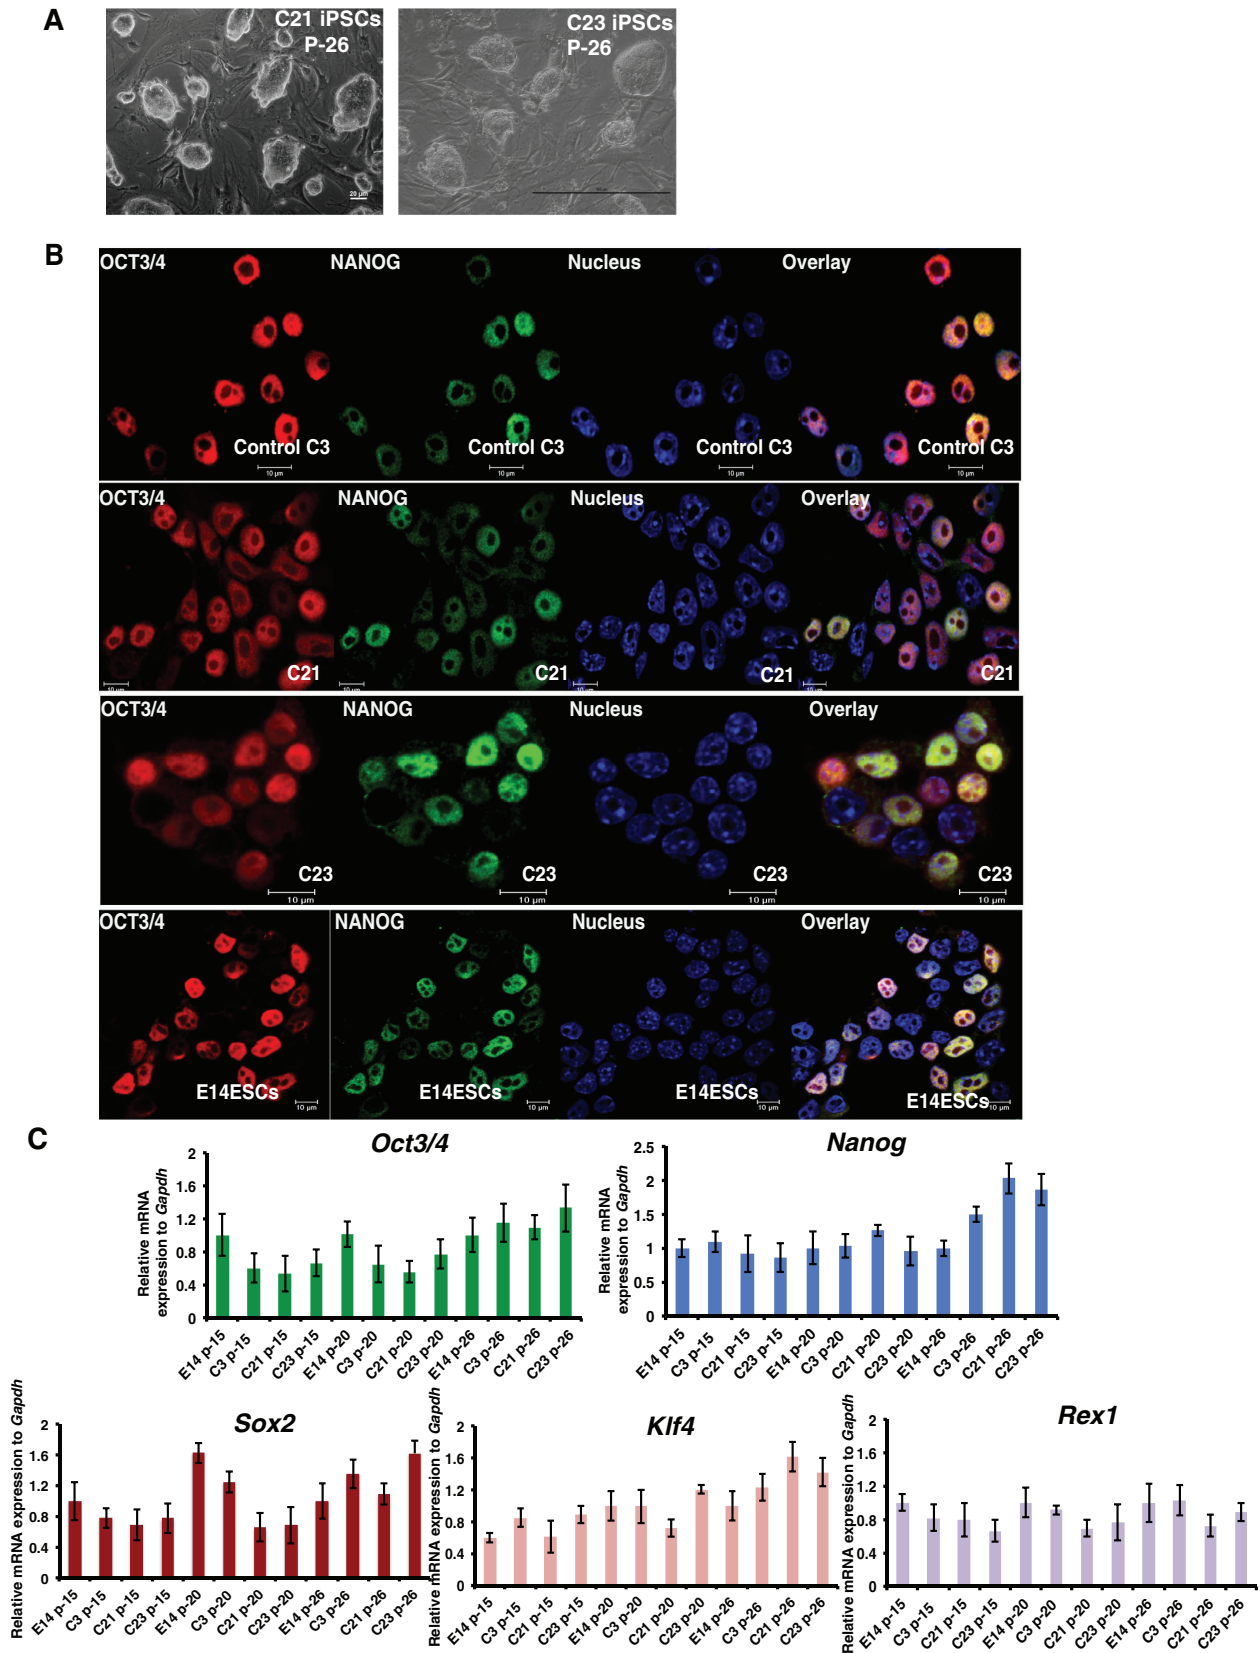 A
C21 iPSCs
P-26
20 µm
C23 iPSCs
P-26
B
OCT3/4 NANOG Nucleus Overlay
Control C3 Control C3 Control C3 Control C3
10 µm 10 µm 10 µm 10 µm
OCT3/4 NANOG Nucleus Overlay
C21 C21 C21 C21
10 µm 10 µm 10 µm 10 µm
OCT3/4 NANOG Nucleus Overlay
C23 C23 C23 C23
10 µm 10 µm 10 µm 10 µm
OCT3/4 NANOG Nucleus Overlay
E14ESCs E14ESCs E14ESCs E14ESCs
10 µm 10 µm 10 µm 10 µm
C
Oct3/4
Relative mRNA
expression to Gapdh
2
1.6
1.2
0.8
0.4
0
E14 p-15 C3 p-15 C21 p-15 C23 p-15 E14 p-20 C3 p-20 C21 p-20 C23 p-20 E14 p-26 C3 p-26 C21 p-26 C23 p-26
Nanog
Relative mRNA
expression to Gapdh
2.5
2
1.5
1
0.5
0
E14 p-15 C3 p-15 C21 p-15 C23 p-15 E14 p-20 C3 p-20 C21 p-20 C23 p-20 E14 p-26 C3 p-26 C21 p-26 C23 p-26
Sox2
Relative mRNA expression to Gapdh
2
1.6
1.2
0.8
0.4
0
E14 p-15 C3 p-15 C21 p-15 C23 p-15 E14 p-20 C3 p-20 C21 p-20 C23 p-20 E14 p-26 C3 p-26 C21 p-26 C23 p-26
Klf4
Relative mRNA expression to Gapdh
2
1.6
1.2
0.8
0.4
0
E14 p-15 C3 p-15 C21 p-15 C23 p-15 E14 p-20 C3 p-20 C21 p-20 C23 p-20 E14 p-26 C3 p-26 C21 p-26 C23 p-26
Rex1
Relative mRNA expression to Gapdh
2
1.6
1.2
0.8
0.4
0
E14 p-15 C3 p-15 C21 p-15 C23 p-15 E14 p-20 C3 p-20 C21 p-20 C23 p-20 E14 p-26 C3 p-26 C21 p-26 C23 p-26